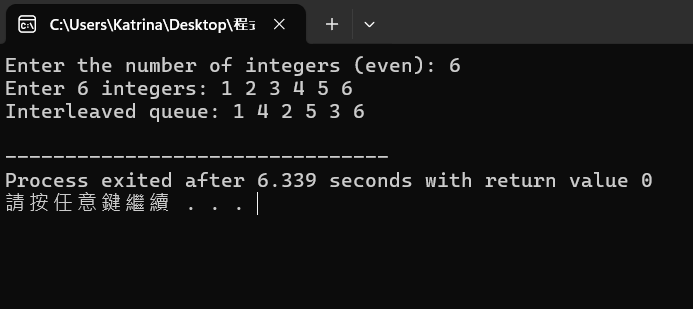 C:\Users\Katrina\Desktop\程
Enter the number of integers (even): 6
Enter 6 integers: 1 2 3 4 5 6
Interleaved queue: 1 4 2 5 3 6
--------------------------------
Process exited after 6.339 seconds with return value 0
請按任意鍵繼續 . . .